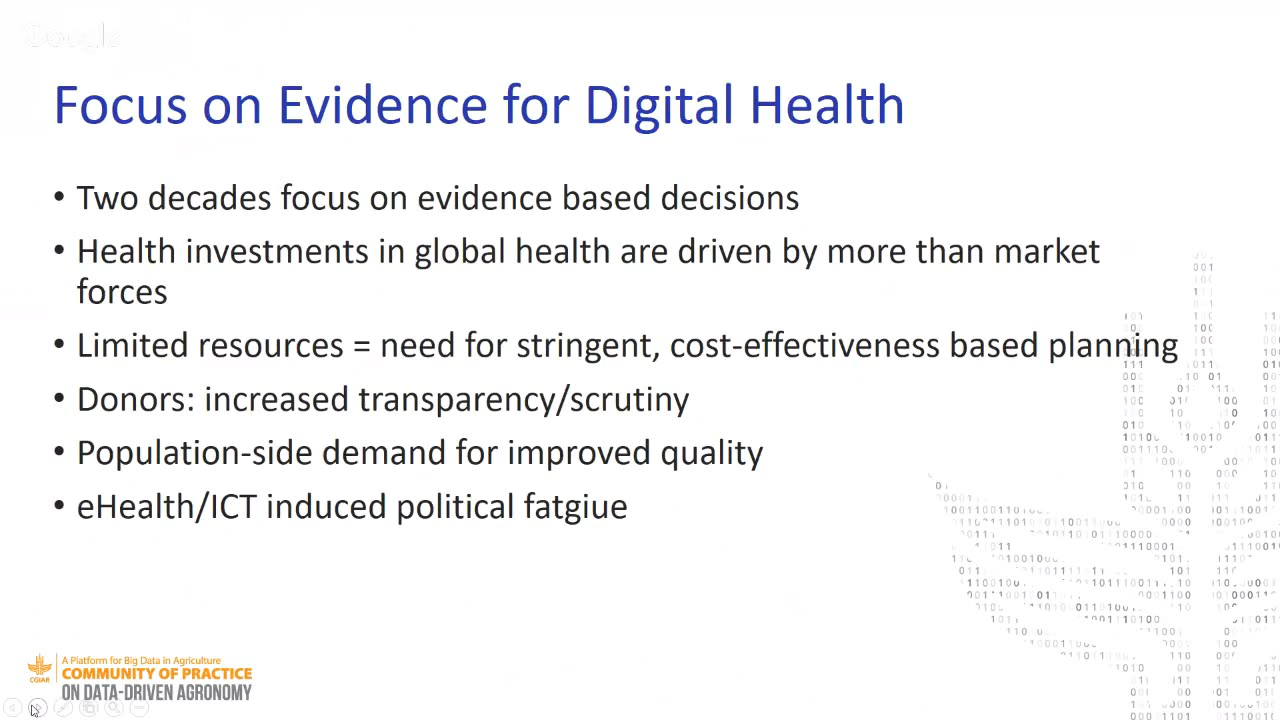 Google
Focus on Evidence for Digital Health
• Two decades focus on evidence based decisions
• Health investments in global health are driven by more than market
forces
• Limited resources = need for stringent, cost-effectiveness based planning
• Donors: increased transparency/scrutiny
• Population-side demand for improved quality
• eHealth/ICT induced political fatgiue
A Platform for Big Data in Agriculture
COMMUNITY OF PRACTICE
CGIAR
ON DATA-DRIVEN AGRONOMY